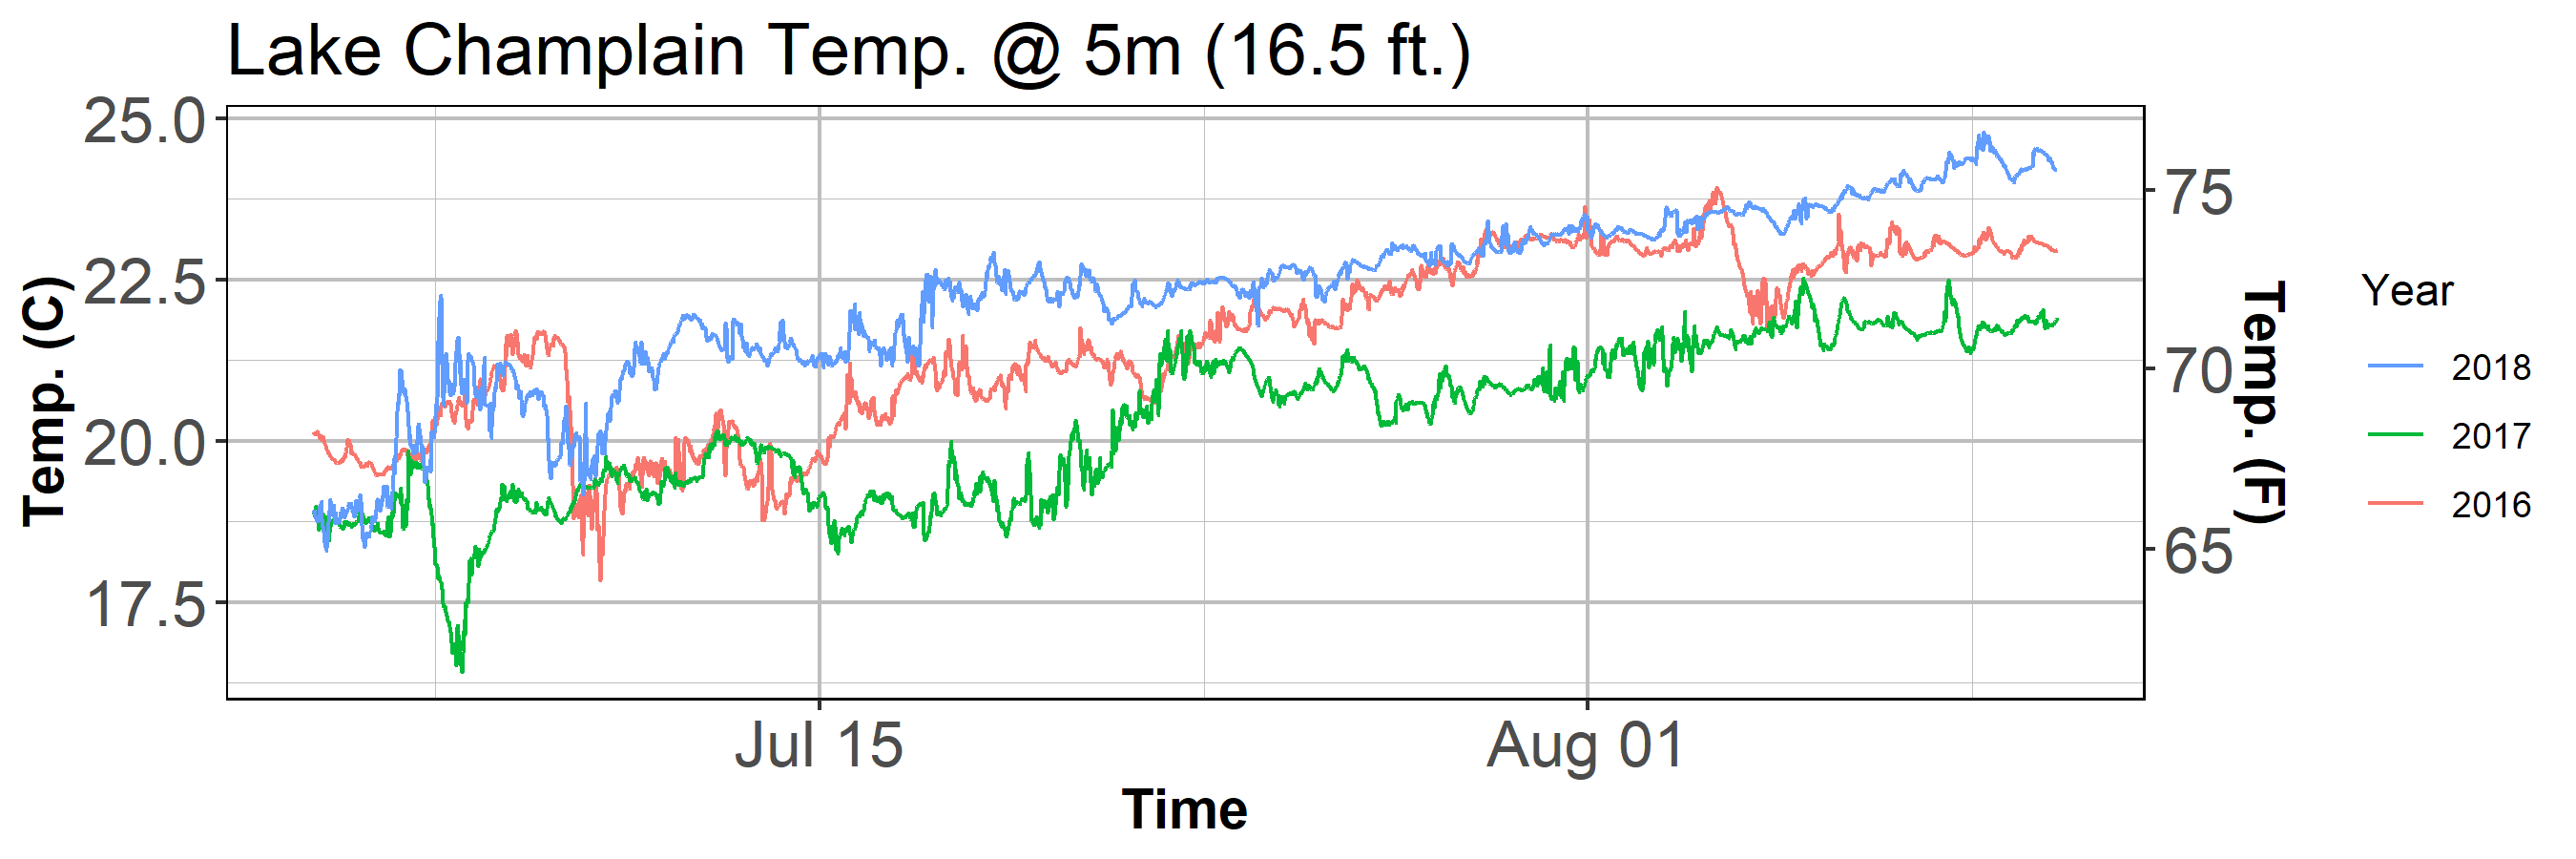 Lake Champlain Temp. @ 5m (16.5 ft.)
25.0
22.5
20.0
17.5
Temp. (C)
75
70
65
Temp. (F)
Jul 15
Aug 01
Time
Year
2018
2017
2016